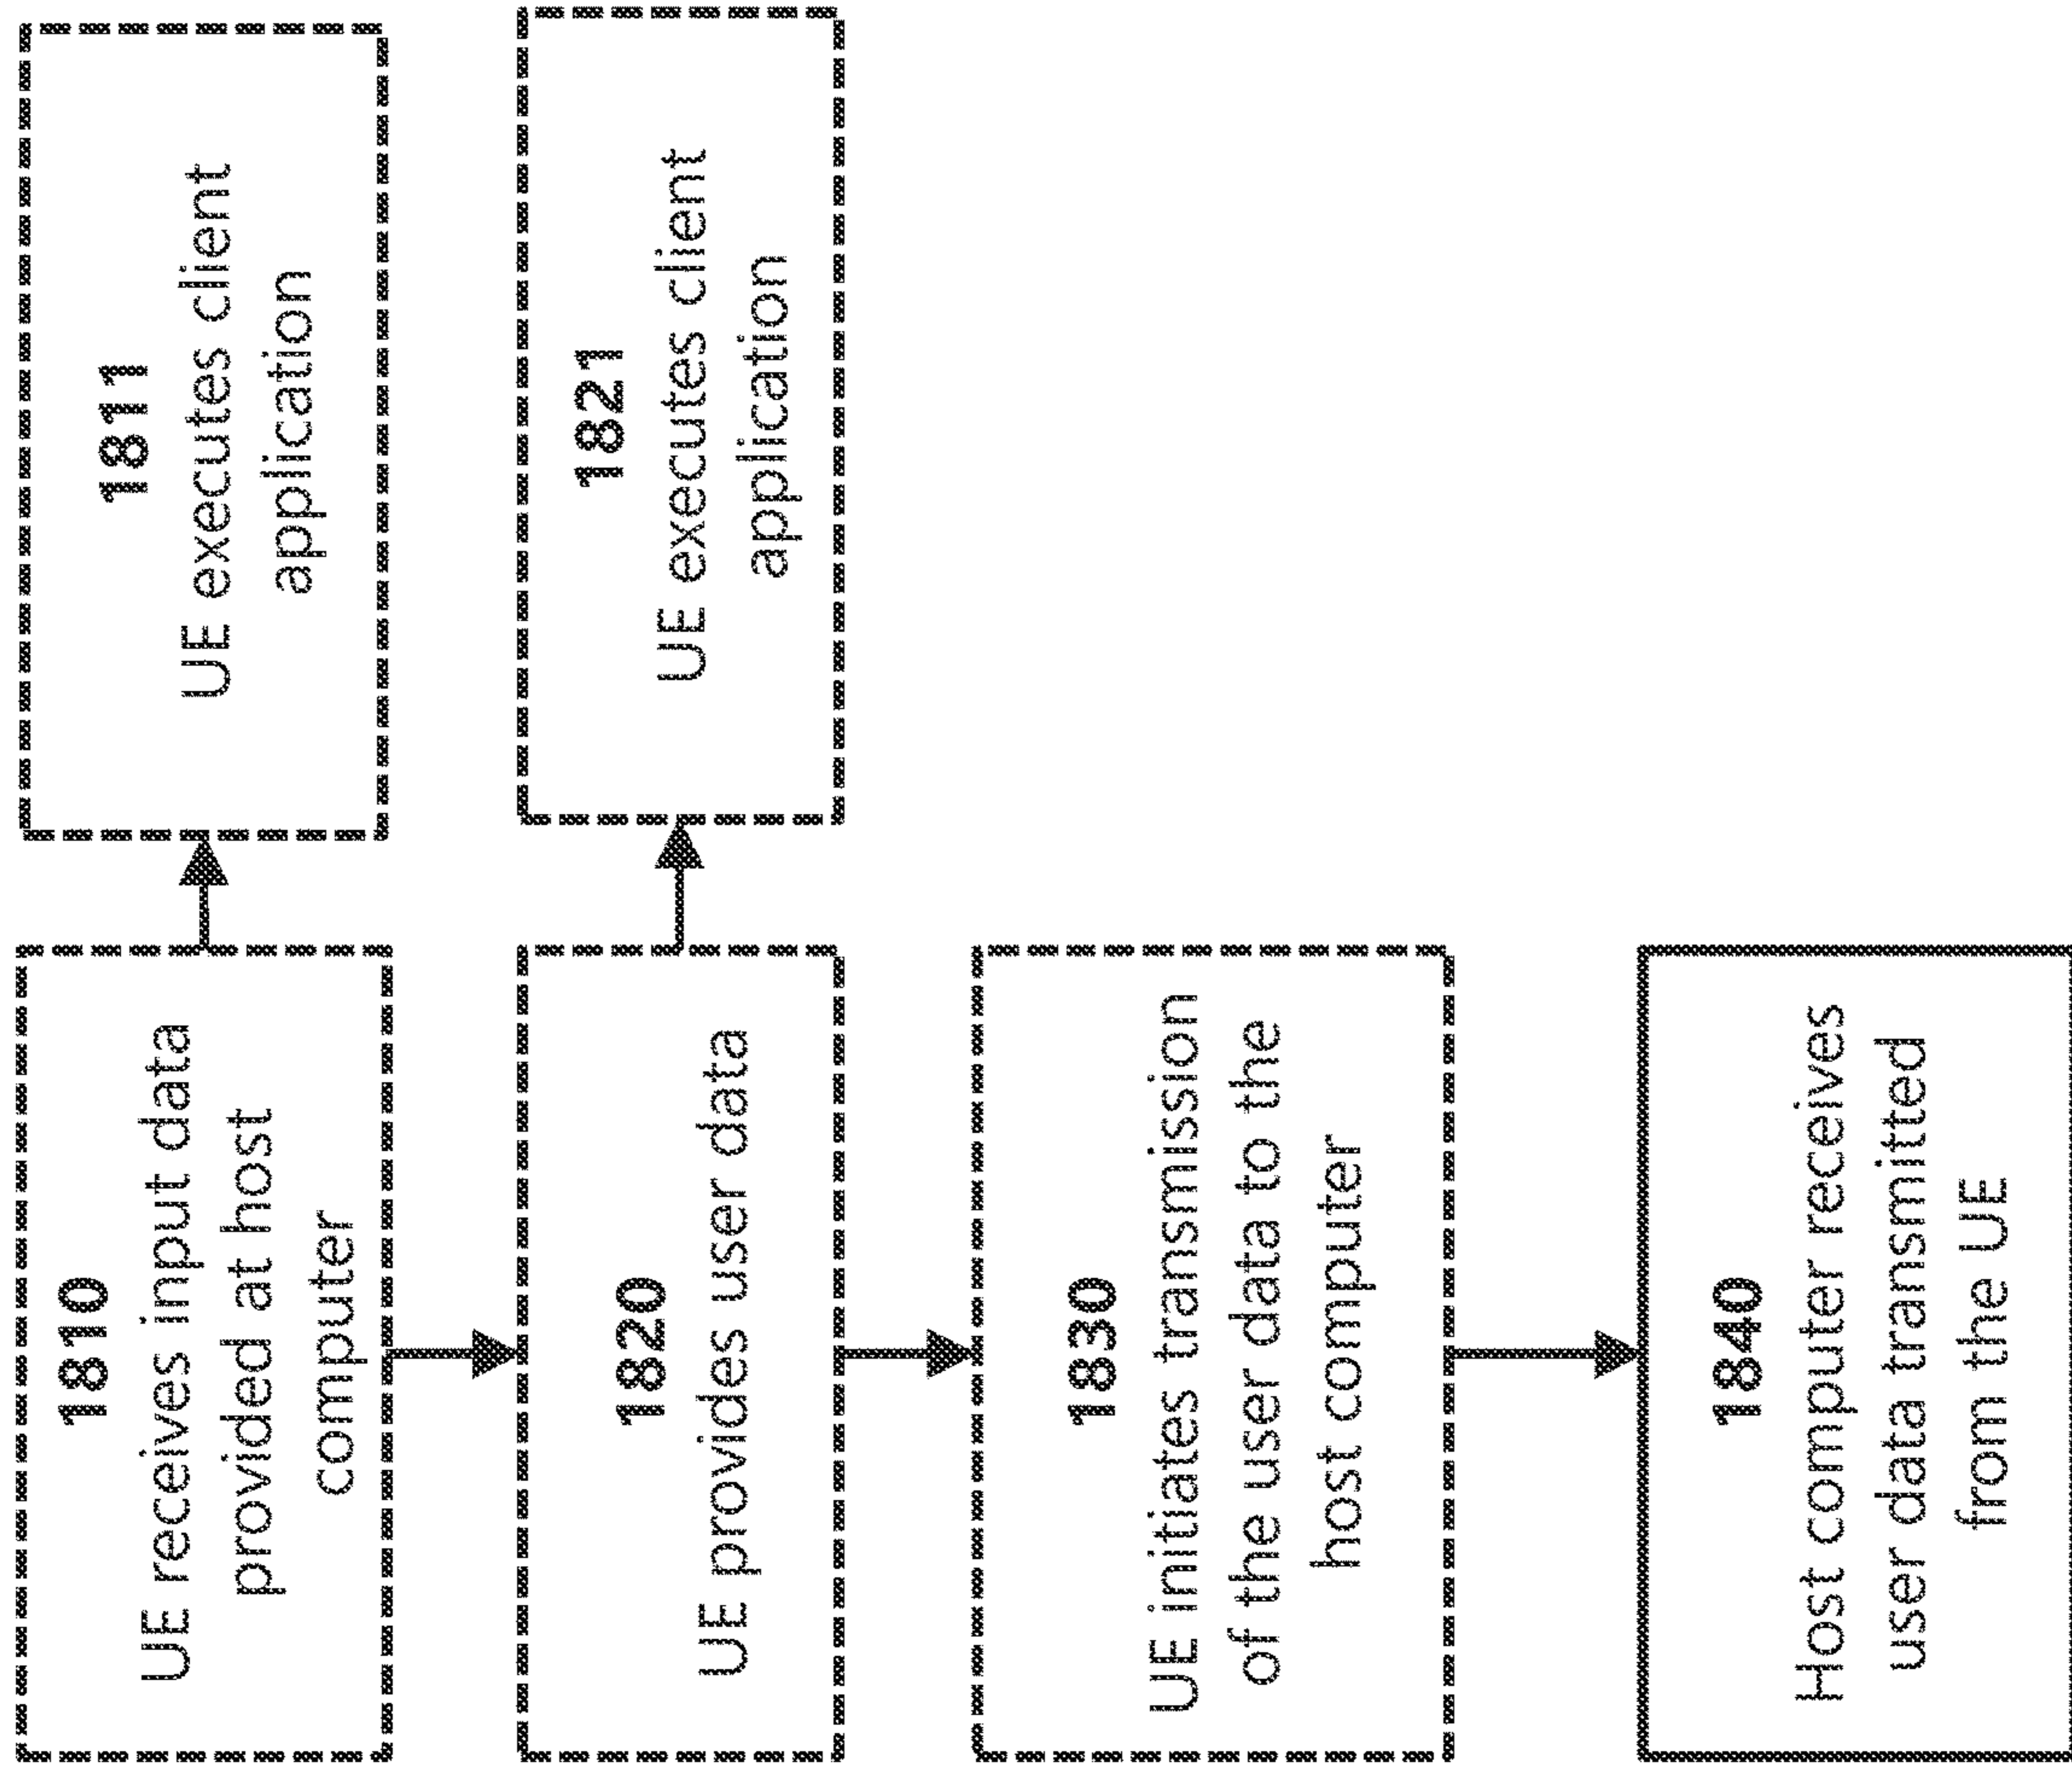 1810
UE receives input data
provided at host
computer
1811
UE executes client
application
1820
UE provides user data
1821
UE executes client
application
1830
UE initiates transmission
of the user data to the
host computer
1840
Host computer receives
user data transmitted
from the UE